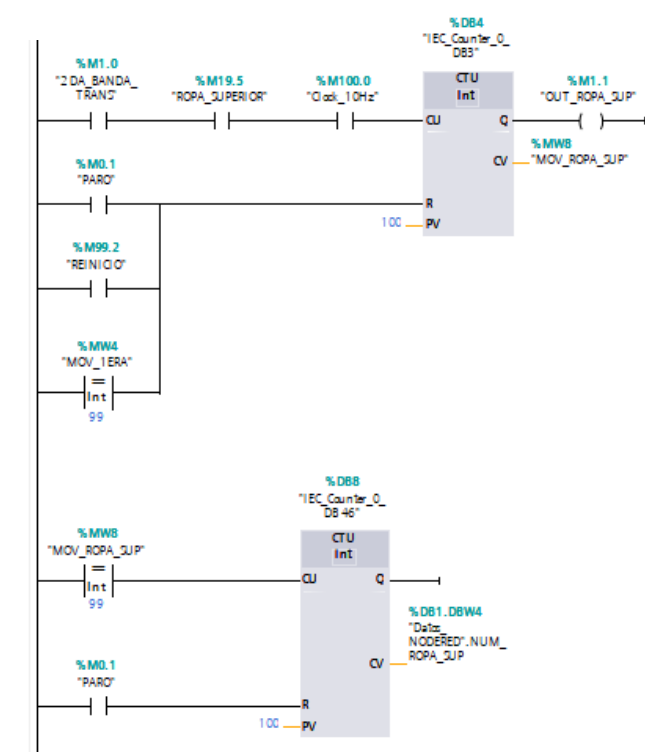 %DB4
"IEC_Counter_0_
DB3"
%M1.0
"2DA_BANDA_
TRANS"
%M19.5
"ROPA_SUPERIOR"
%M100.0
"Clock_10Hz"
CTU
Int
%M1.1
"OUT_ROPA_SUP"
CU
Q
%MW8
"MOV_ROPA_SUP"
CV
%M0.1
"PARO"
R
100
PV
%M99.2
"REINICIO"
%MW4
"MOV_1ERA"
=
Int
99
%DB8
"IEC_Counter_0_
DB46"
%MW8
"MOV_ROPA_SUP"
=
Int
99
CTU
Int
CU
Q
%DB1.DBW4
"Datos_
NODERED".NUM_
ROPA_SUP
CV
%M0.1
"PARO"
R
100
PV